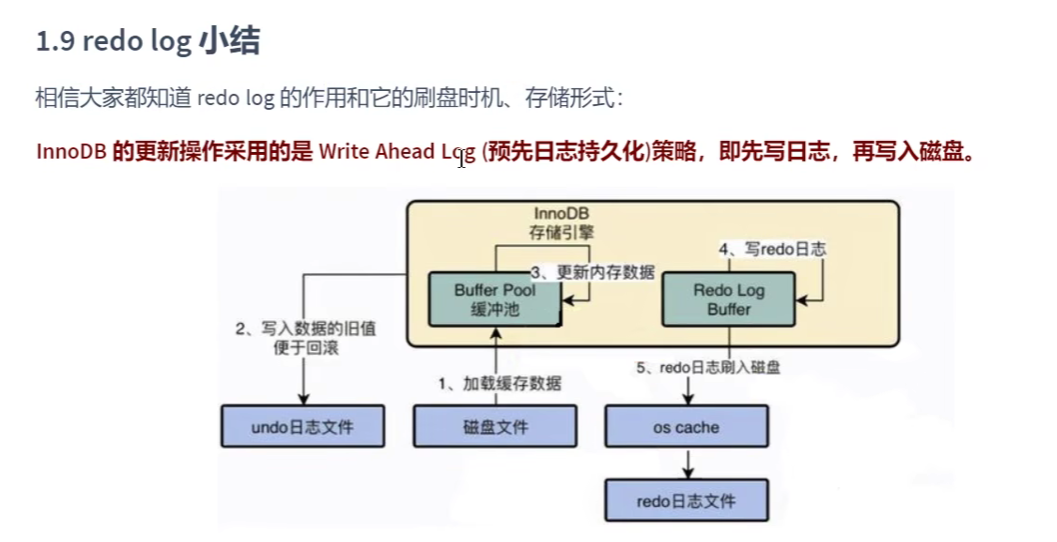 1.9 redo log 小结
相信大家都知道 redo log 的作用和它的刷盘时机、存储形式：
InnoDB 的更新操作采用的是 Write Ahead Log (预先日志持久化)策略，即先写日志，再写入磁盘。
InnoDB
存储引擎
4、写redo日志
3、更新内存数据
Buffer Pool
缓冲池
Redo Log
Buffer
2、写入数据的旧值
便于回滚
1、加载缓存数据
5、redo日志刷入磁盘
undo日志文件
磁盘文件
os cache
redo日志文件